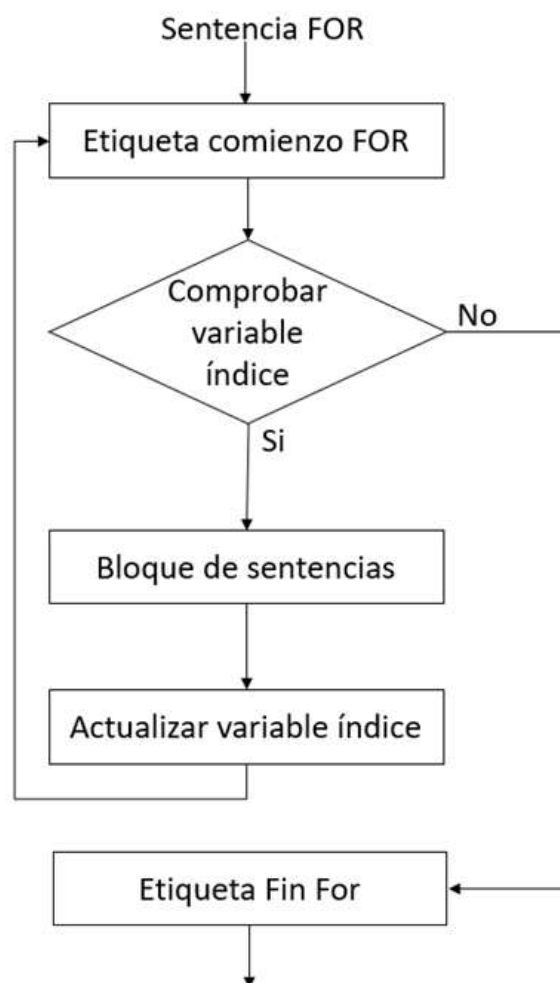 Sentencia FOR
Etiqueta comienzo FOR
Comprobar
variable
índice
No
Si
Bloque de sentencias
Actualizar variable índice
Etiqueta Fin For